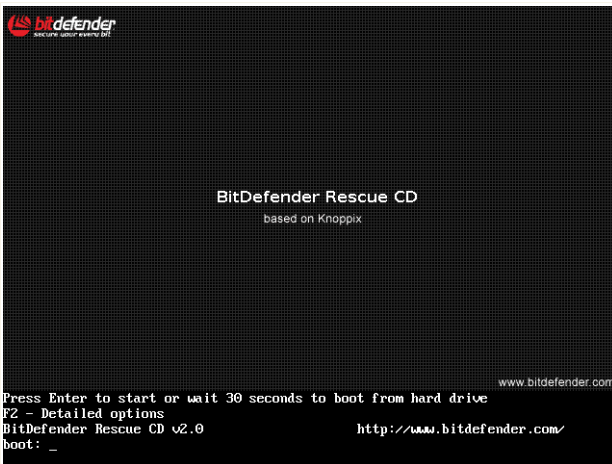 bitdefender
secure your every bit
BitDefender Rescue CD
based on Knoppix
www.bitdefender.com
Press Enter to start or wait 30 seconds to boot from hard drive
F2 - Detailed options
BitDefender Rescue CD v2.0 http://www.bitdefender.com/
boot: _